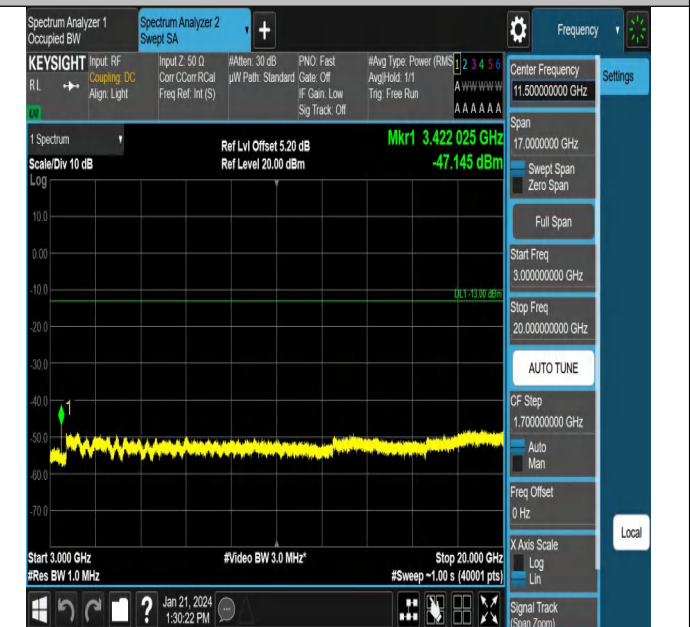 Spectrum Analyzer 1
Occupied BW
Spectrum Analyzer 2
Swept SA
+
Frequency
KEYSIGHT
RL
Input: RF
Coupling: DC
Align: Light
Input Z: 50 Ω
Corr CCorr RCal
Freq Ref: Int (S)
#Atten: 30 dB
µW Path: Standard
PNO: Fast
Gate: Off
IF Gain: Low
Sig Track: Off
#Avg Type: Power (RMS
Avg|Hold: 1/1
Trig: Free Run
1 2 3 4 5 6
A W W W W W
A A A A A A
1 Spectrum
Scale/Div 10 dB
Log
Ref Lvl Offset 5.20 dB
Ref Level 20.00 dBm
Mkr1 3.422 025 GHz
-47.145 dBm
10.0
0.00
-10.0
-20.0
-30.0
-40.0
-50.0
-60.0
-70.0
DL1 -13.00 dBm
1
Start 3.000 GHz
#Res BW 1.0 MHz
#Video BW 3.0 MHz*
Stop 20.000 GHz
#Sweep ~1.00 s (40001 pts)
Jan 21, 2024
1:30:22 PM
Center Frequency
11.500000000 GHz
Settings
Span
17.0000000 GHz
Swept Span
Zero Span
Full Span
Start Freq
3.000000000 GHz
Stop Freq
20.000000000 GHz
AUTO TUNE
CF Step
1.700000000 GHz
Auto
Man
Freq Offset
0 Hz
X Axis Scale
Log
Lin
Local
Signal Track
(Span Zoom)